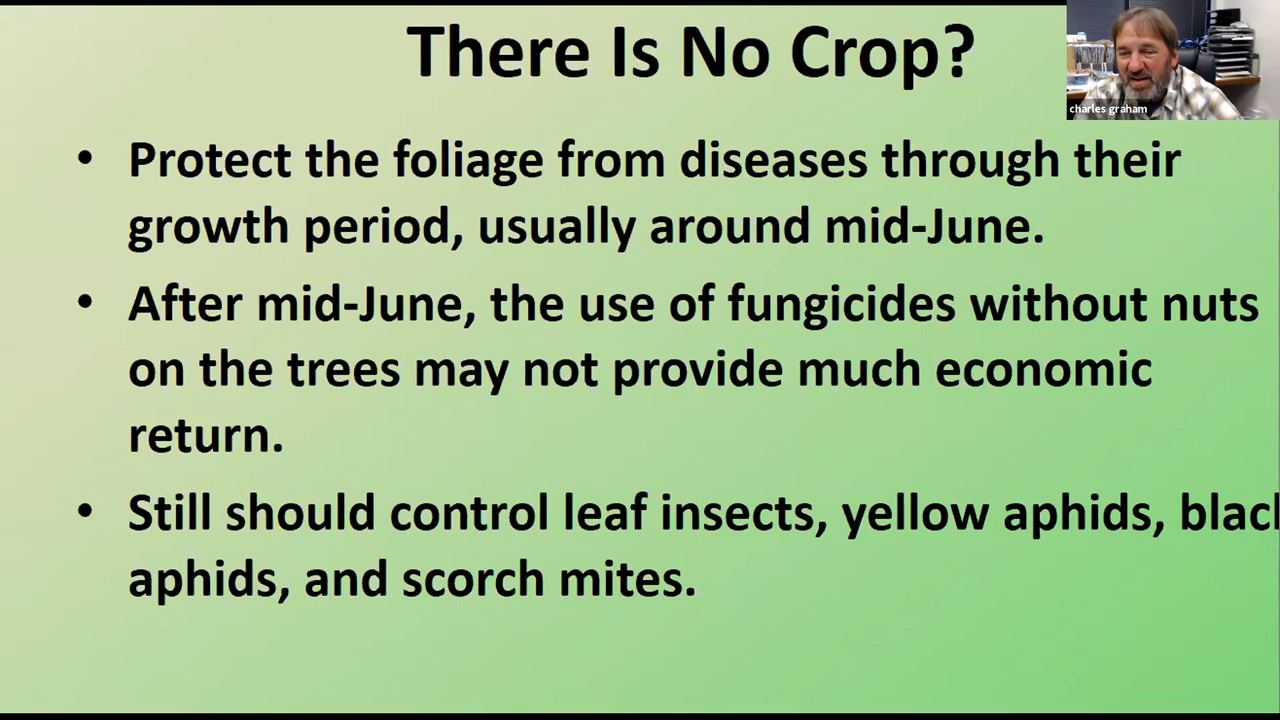 There Is No Crop?
charles graham
• Protect the foliage from diseases through their
growth period, usually around mid-June.
• After mid-June, the use of fungicides without nuts
on the trees may not provide much economic
return.
• Still should control leaf insects, yellow aphids,
aphids, and scorch mites.